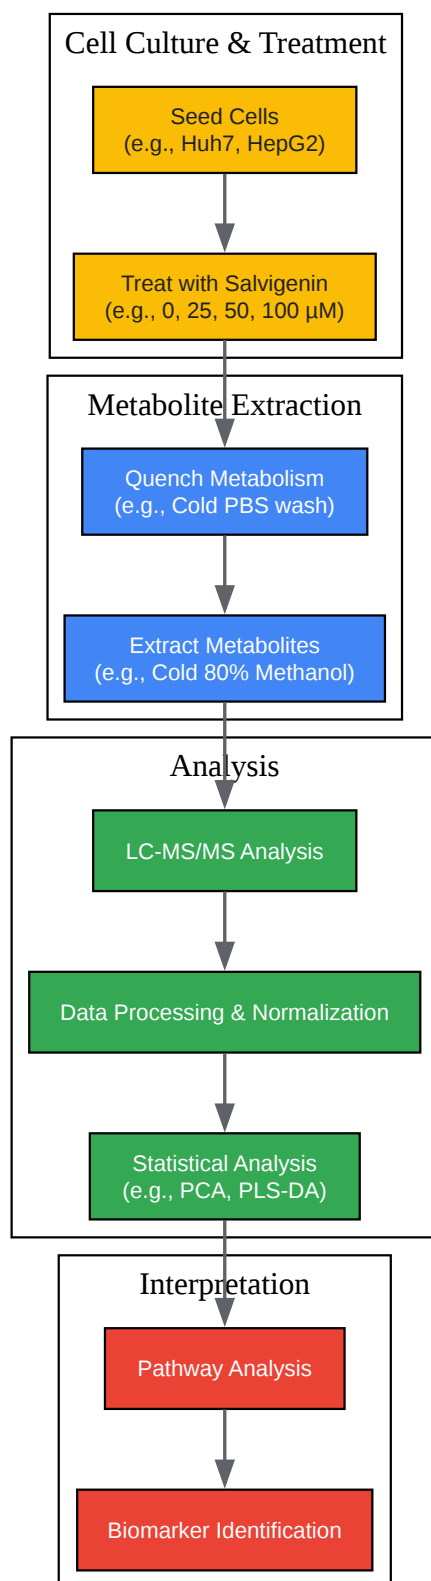 Cell Culture & Treatment
Seed Cells
(e.g., Huh7, HepG2)
Treat with Salvigenin
(e.g., 0, 25, 50, 100 µM)
Metabolite Extraction
Quench Metabolism
(e.g., Cold PBS wash)
Extract Metabolites
(e.g., Cold 80% Methanol)
Analysis
LC-MS/MS Analysis
Data Processing & Normalization
Statistical Analysis
(e.g., PCA, PLS-DA)
Interpretation
Pathway Analysis
Biomarker Identification